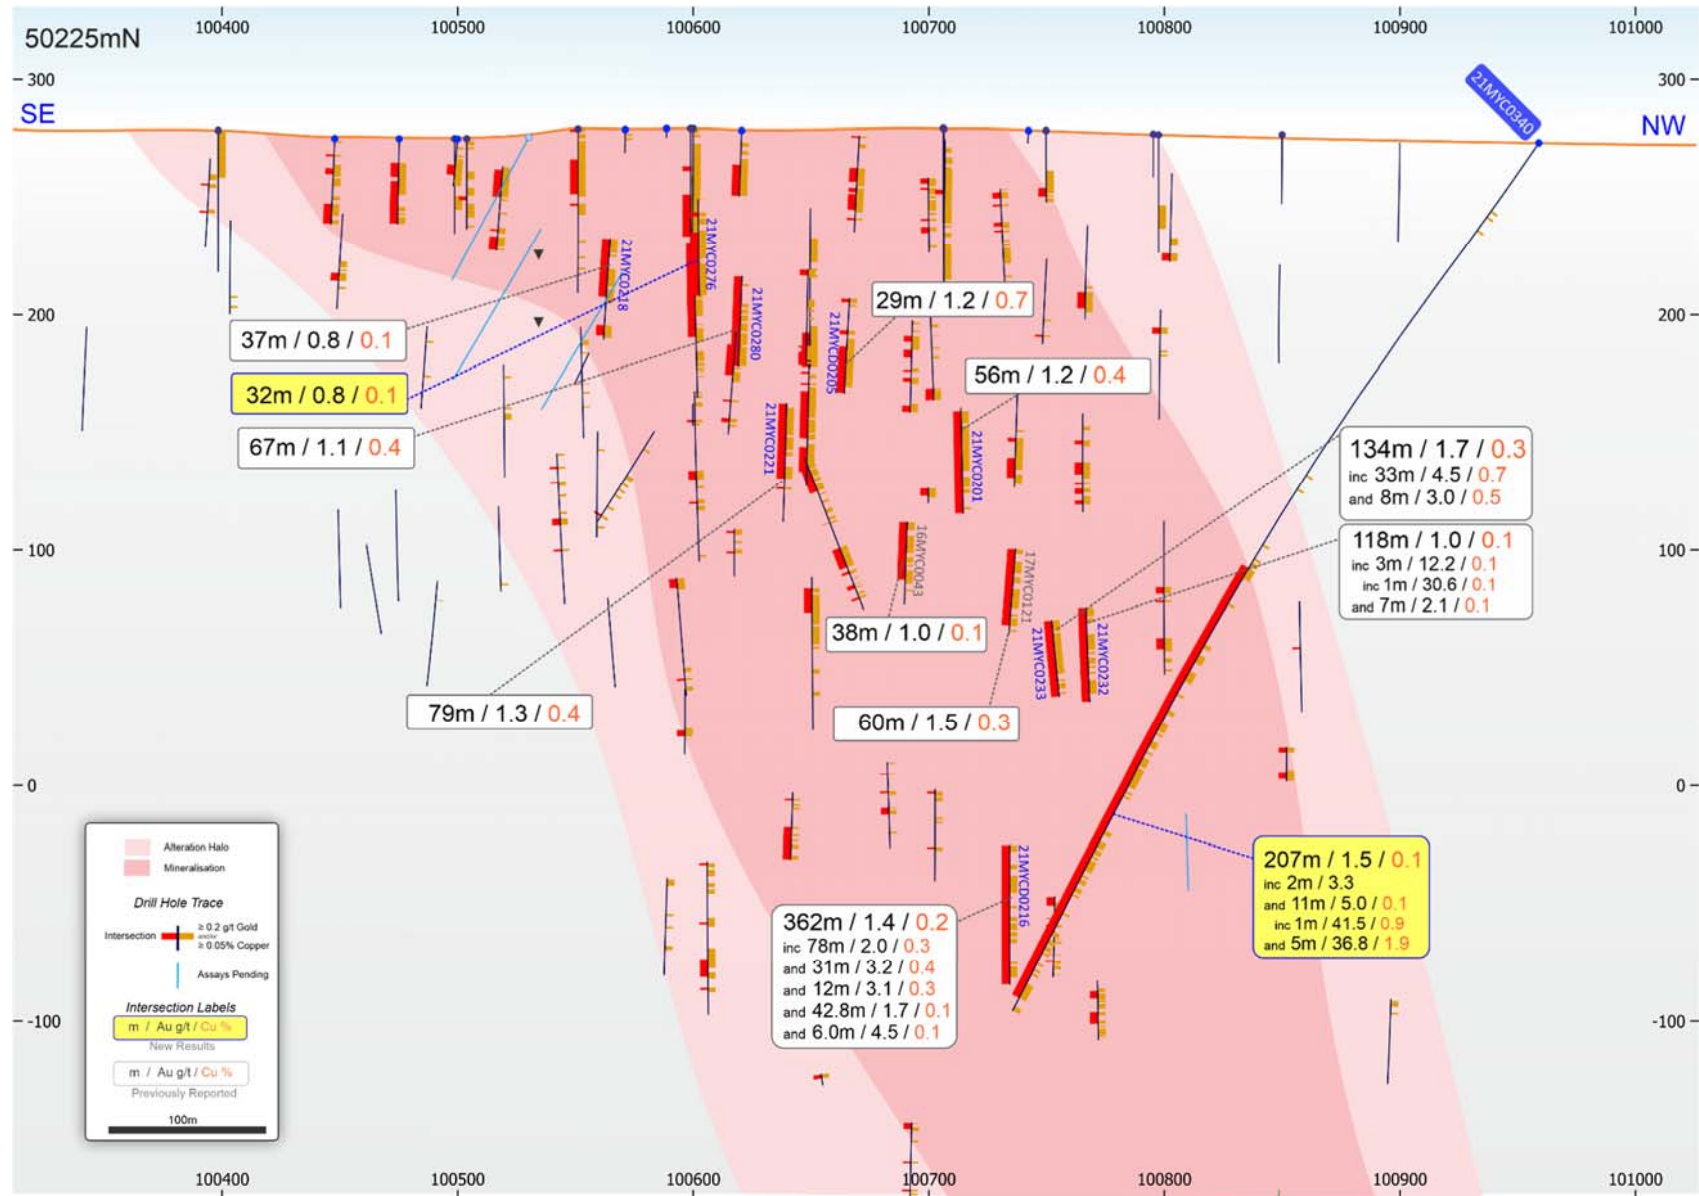 100400 100500 100600 100700 100800 100900 101000
50225mN
300 300
SE NW
21MYC0340
200 200
21MYC0218
21MYC0276
21MYC0280
21MYCD0205
21MYC0221
21MYC0201
16MYC0043
17MYC0121
21MYC0233
21MYC0232
21MYCD0216
37m / 0.8 / 0.1
32m / 0.8 / 0.1
67m / 1.1 / 0.4
29m / 1.2 / 0.7
56m / 1.2 / 0.4
134m / 1.7 / 0.3
inc 33m / 4.5 / 0.7
and 8m / 3.0 / 0.5
118m / 1.0 / 0.1
inc 3m / 12.2 / 0.1
inc 1m / 30.6 / 0.1
and 7m / 2.1 / 0.1
100 100
38m / 1.0 / 0.1
79m / 1.3 / 0.4
60m / 1.5 / 0.3
0 0
207m / 1.5 / 0.1
inc 2m / 3.3
and 11m / 5.0 / 0.1
inc 1m / 41.5 / 0.9
and 5m / 36.8 / 1.9
362m / 1.4 / 0.2
inc 78m / 2.0 / 0.3
and 31m / 3.2 / 0.4
and 12m / 3.1 / 0.3
and 42.8m / 1.7 / 0.1
and 6.0m / 4.5 / 0.1
-100 -100
Alteration Halo
Mineralisation
Drill Hole Trace
Intersection
≥ 0.2 g/t Gold
and/or
≥ 0.05% Copper
Assays Pending
Intersection Labels
m / Au g/t / Cu %
New Results
m / Au g/t / Cu %
Previously Reported
100m
100400 100500 100600 100700 100800 100900 101000